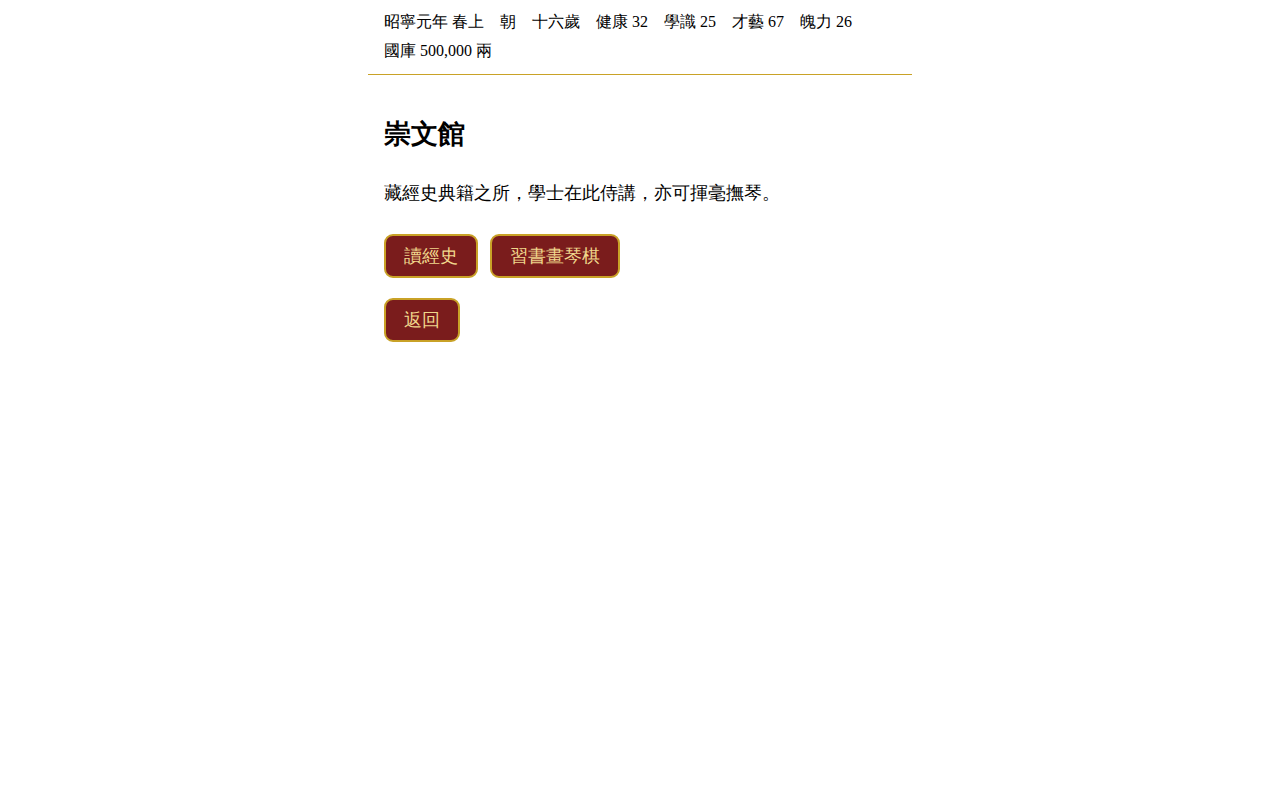 昭寧元年 春上　朝　十六歲　健康 32　學識 25　才藝 67　魄力 26
國庫 500,000 兩
崇文館
藏經史典籍之所，學士在此侍講，亦可揮毫撫琴。
讀經史　習書畫琴棋
返回